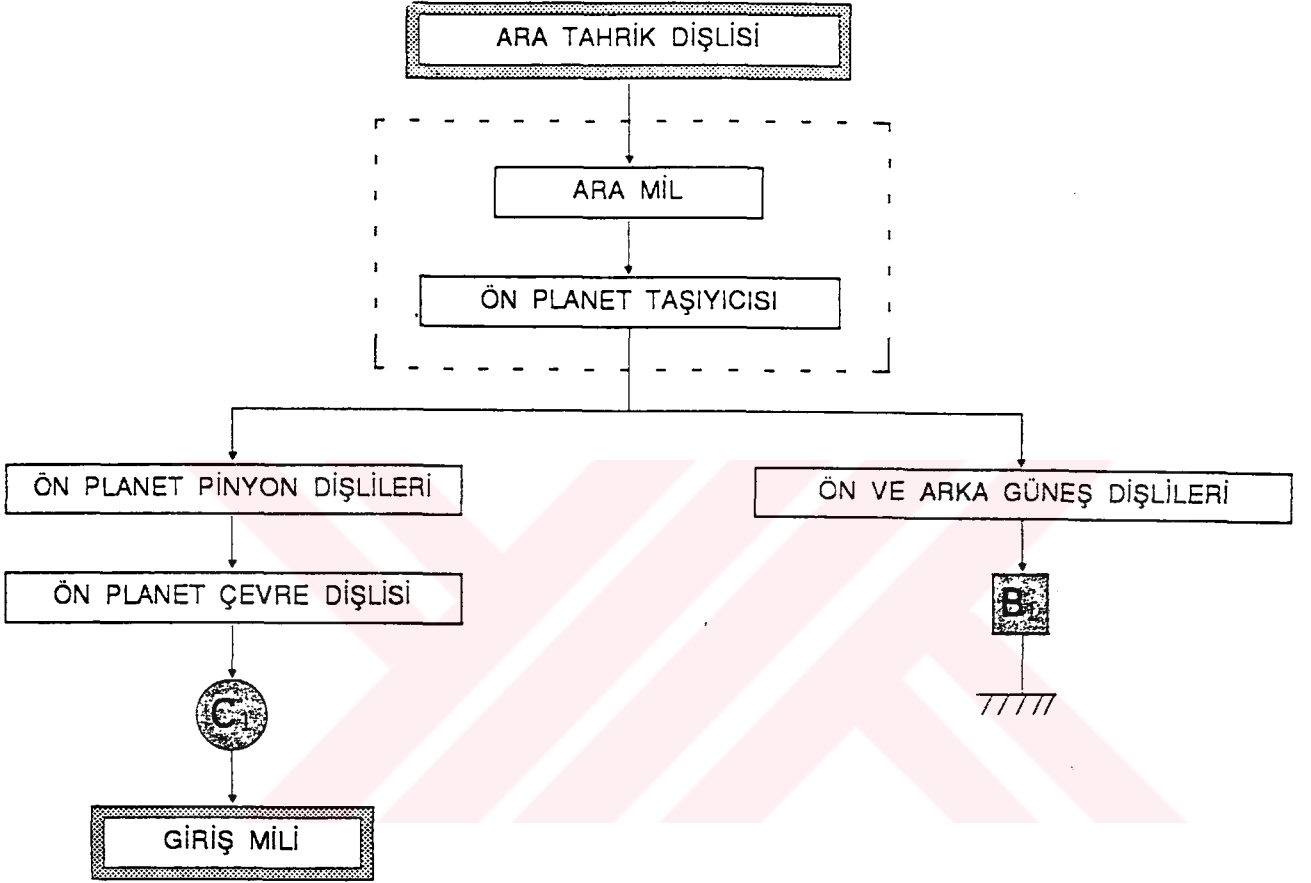 ARA TAHRİK DİŞLİSİ
ARA MİL
ÖN PLANET TAŞIYICISI
ÖN PLANET PİNYON DİŞLİLERİ
ÖN VE ARKA GÜNEŞ DİŞLİLERİ
ÖN PLANET ÇEVRE DİŞLİSİ
B₁
C₁
GİRİŞ MİLİ